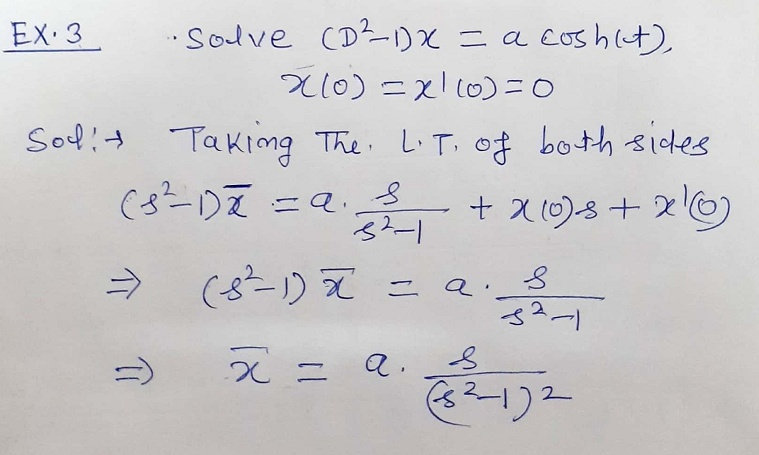 EX.3 Solve (D²-1)x = a cosh(t),
x(0) = x'(0) = 0
Sol:→ Taking The. L.T. of both sides
(s²-1)x̅ = a. s/(s²-1) + x(0)s + x'(0)
⇒ (s²-1) x̅ = a. s/(s²-1)
⇒ x̅ = a. s/(s²-1)²